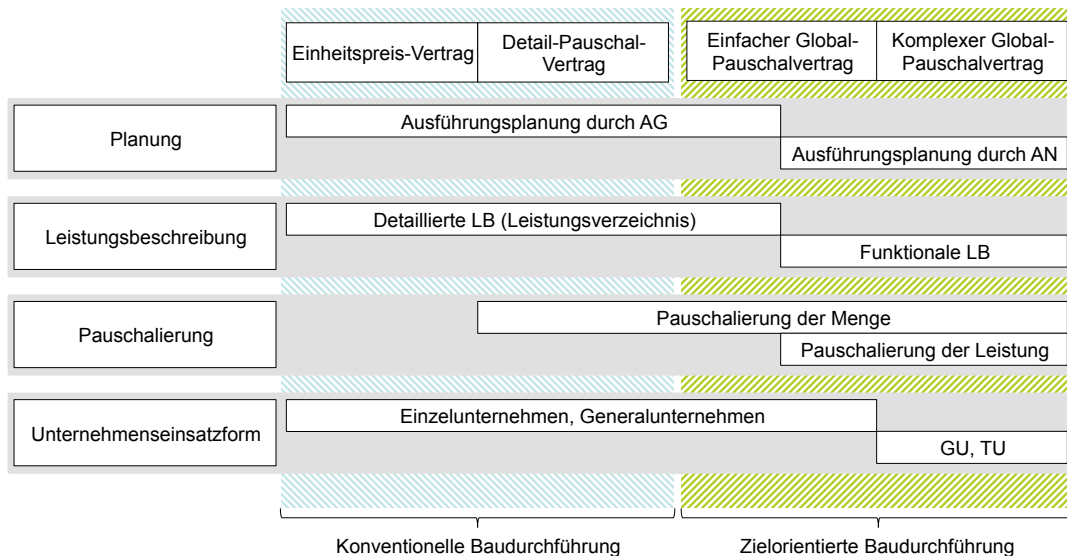 Einheitspreis-Vertrag
Detail-Pauschal-
Vertrag
Einfacher Global-
Pauschalvertrag
Komplexer Global-
Pauschalvertrag
Planung
Ausführungsplanung durch AG
Ausführungsplanung durch AN
Leistungsbeschreibung
Detaillierte LB (Leistungsverzeichnis)
Funktionale LB
Pauschalierung
Pauschalierung der Menge
Pauschalierung der Leistung
Unternehmenseinsatzform
Einzelunternehmen, Generalunternehmen
GU, TU
Konventionelle Baudurchführung
Zielorientierte Baudurchführung